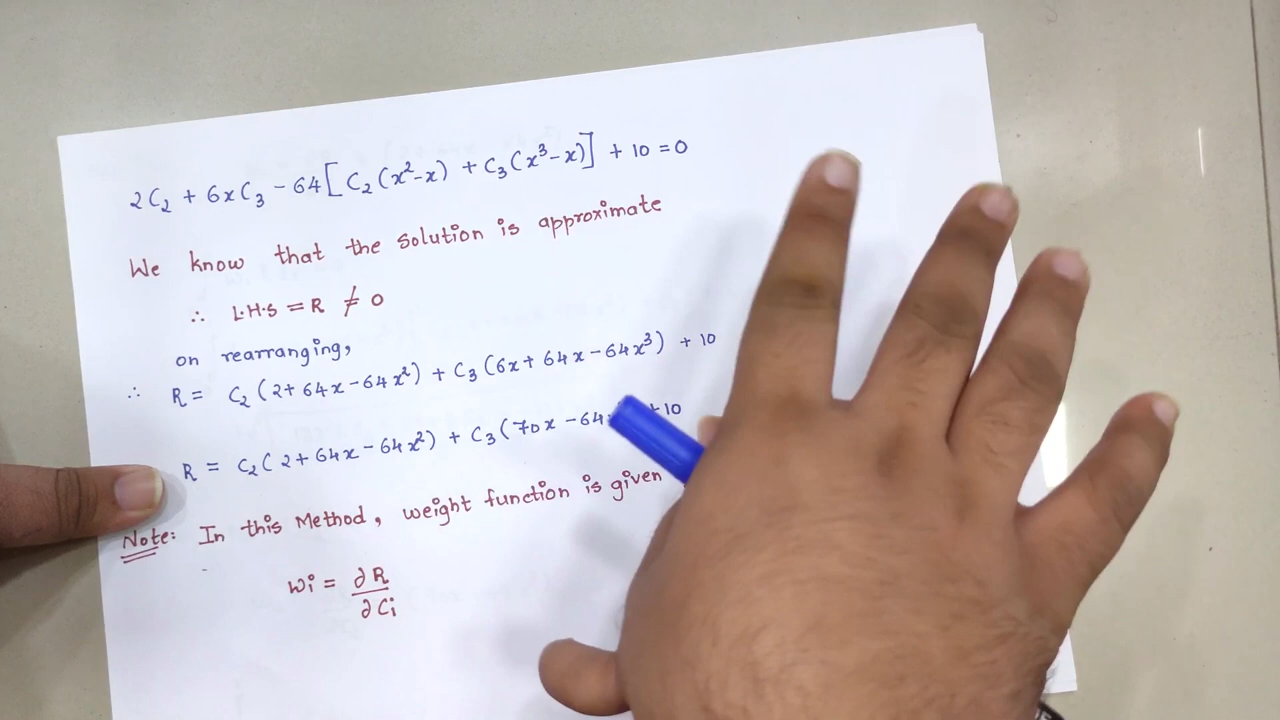 2C₂ + 6xC₃ - 64[C₂(x²-x) + C₃(x³-x)] + 10 = 0
We know that the solution is approximate
∴ L.H.S = R ≠ 0
on rearranging,
∴ R = C₂(2+64x-64x²) + C₃(6x+64x-64x³) + 10
R = C₂(2+64x-64x²) + C₃(70x-64 +10
Note: In this Method, weight function is given
Wi = ∂R/∂Ci